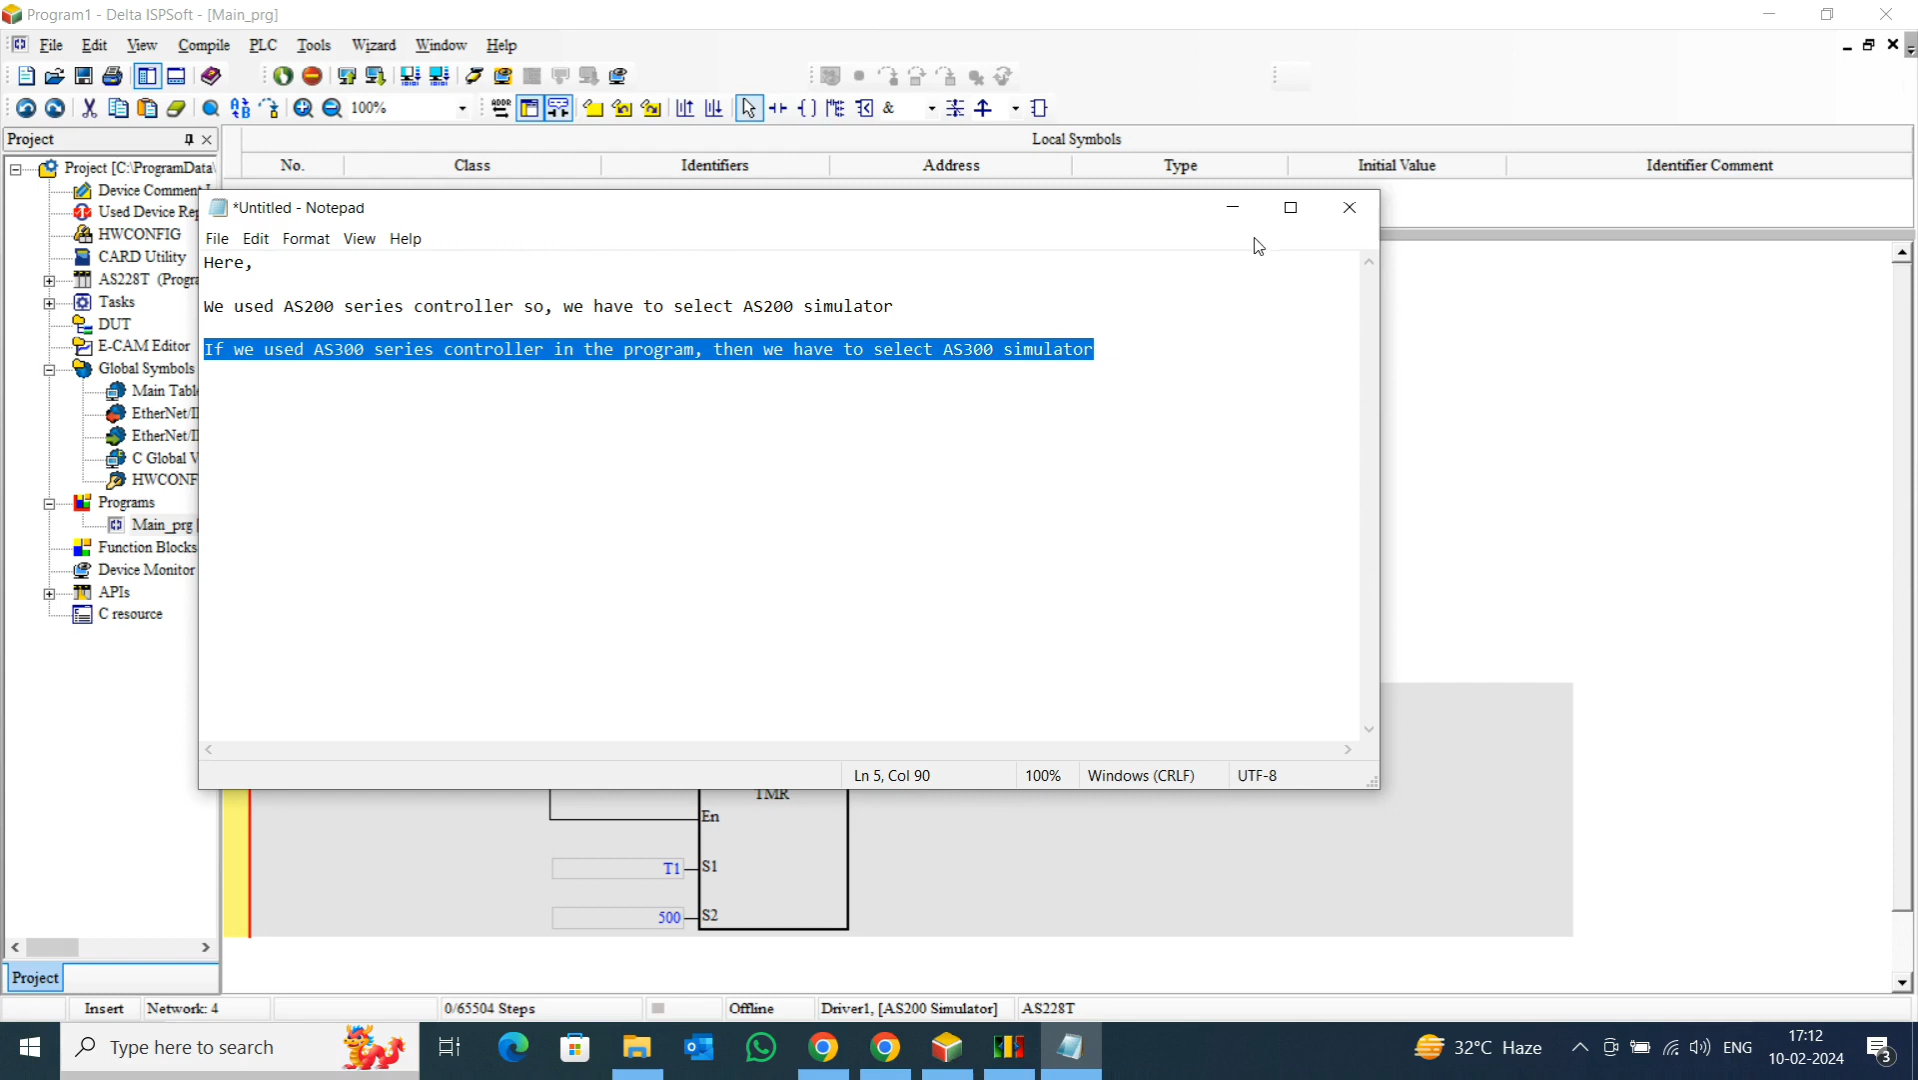 Program1 - Delta ISPSoft - [Main_prg]
File Edit View Compile PLC Tools Wizard Window Help
100% ADDR &
Project
Local Symbols
No. Class Identifiers Address Type Initial Value Identifier Comment
Project [C:\ProgramData\
Device Comment
Used Device Rep
HWCONFIG
CARD Utility
AS228T (Progra
Tasks
DUT
E-CAM Editor
Global Symbols
Main Table
EtherNet/I
EtherNet/I
C Global V
HWCONF
Programs
Main_prg
Function Blocks
Device Monitor
APIs
C resource
Project
*Untitled - Notepad
File Edit Format View Help
Here,
We used AS200 series controller so, we have to select AS200 simulator
If we used AS300 series controller in the program, then we have to select AS300 simulator
Ln 5, Col 90 100% Windows (CRLF) UTF-8
TMR
En
T1 S1
500 S2
Insert Network: 4 0/65504 Steps Offline Driver1, [AS200 Simulator] AS228T
Type here to search
32°C Haze ENG
17:12
10-02-2024
3